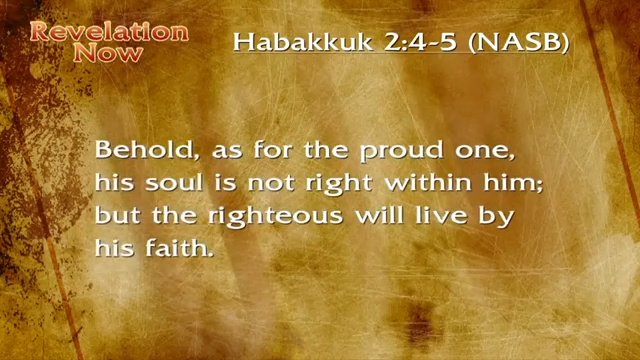 Revelation
Now
Habakkuk 2:4-5 (NASB)
Behold, as for the proud one,
his soul is not right within him;
but the righteous will live by
his faith.